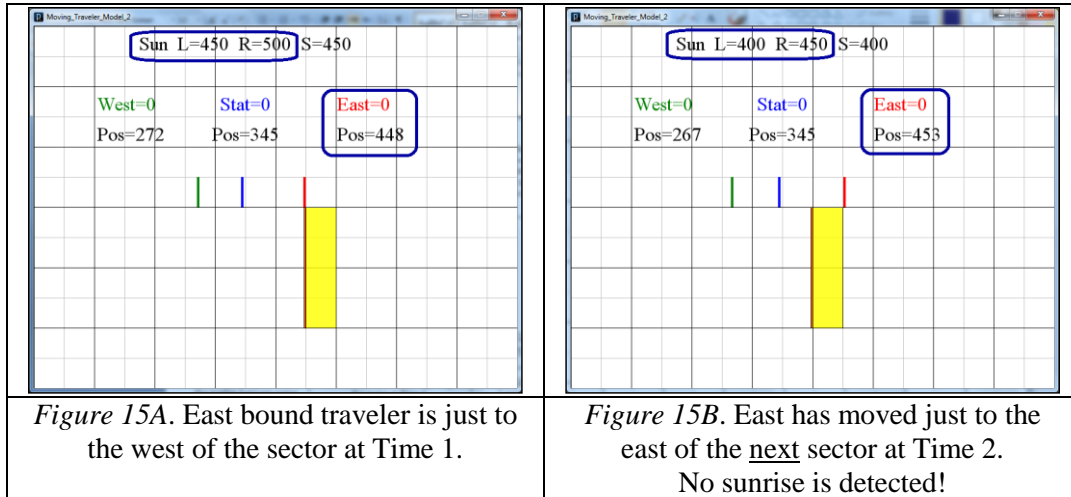 Moving_Traveler_Model_2
Sun L=450 R=500 S=450
West=0 Stat=0 East=0
Pos=272 Pos=345 Pos=448
Figure 15A. East bound traveler is just to
the west of the sector at Time 1.
Moving_Traveler_Model_2
Sun L=400 R=450 S=400
West=0 Stat=0 East=0
Pos=267 Pos=345 Pos=453
Figure 15B. East has moved just to the
east of the next sector at Time 2.
No sunrise is detected!